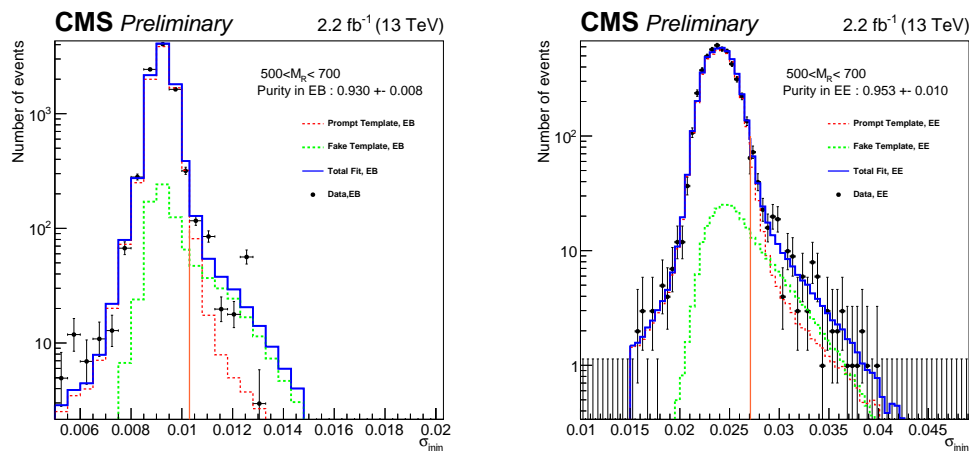 CMS Preliminary 2.2 fb⁻¹ (13 TeV)
Number of events
500<M_R< 700
Purity in EB : 0.930 +- 0.008
Prompt Template, EB
Fake Template, EB
Total Fit, EB
Data,EB
10³
10²
10
0.006 0.008 0.01 0.012 0.014 0.016 0.018 0.02
σ_iηiη
CMS Preliminary 2.2 fb⁻¹ (13 TeV)
Number of events
500<M_R< 700
Purity in EE : 0.953 +- 0.010
Prompt Template, EE
Fake Template, EE
Total Fit, EE
Data, EE
10²
10
1
0.01 0.015 0.02 0.025 0.03 0.035 0.04 0.045
σ_iηiη